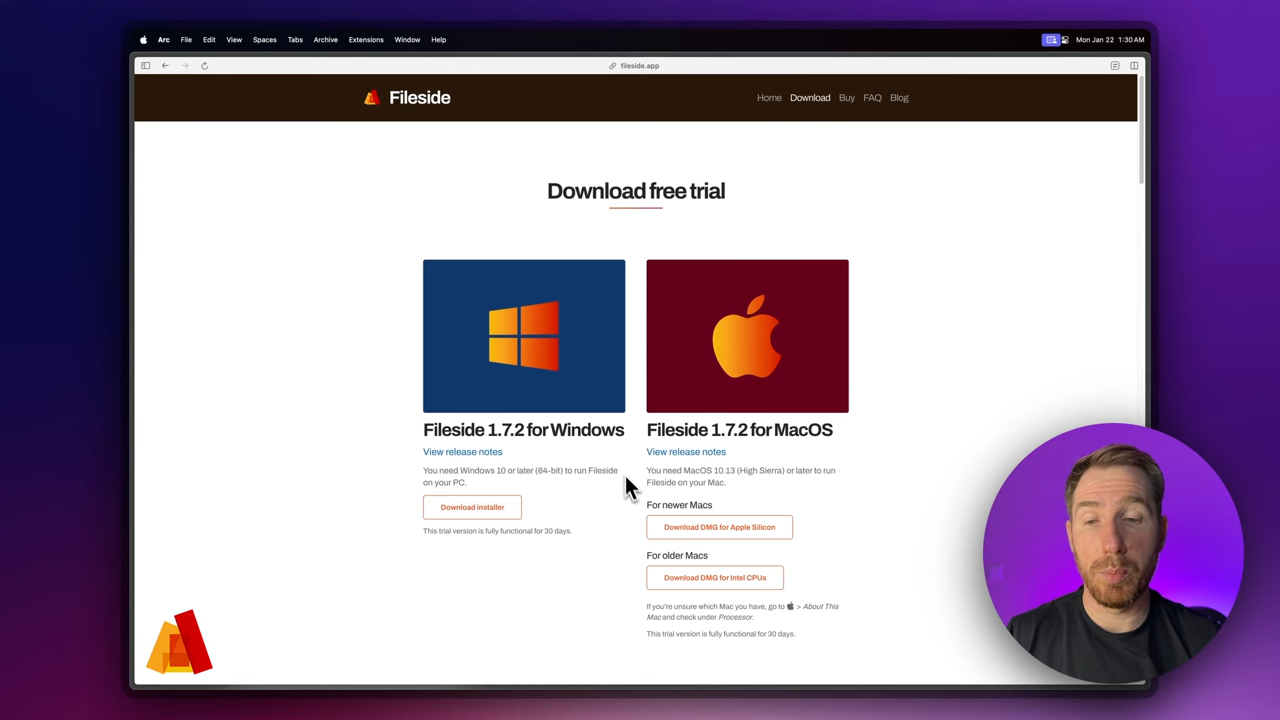 Arc File Edit View Spaces Tabs Archive Extensions Window Help Mon Jan 22 1:30 AM
fileside.app
Fileside Home Download Buy FAQ Blog
Download free trial
Fileside 1.7.2 for Windows
View release notes
You need Windows 10 or later (64-bit) to run Fileside
on your PC.
Download installer
This trial version is fully functional for 30 days.
Fileside 1.7.2 for MacOS
View release notes
You need MacOS 10.13 (High Sierra) or later to run
Fileside on your Mac.
For newer Macs
Download DMG for Apple Silicon
For older Macs
Download DMG for Intel CPUs
If you're unsure which Mac you have, go to > About This
Mac and check under Processor.
This trial version is fully functional for 30 days.